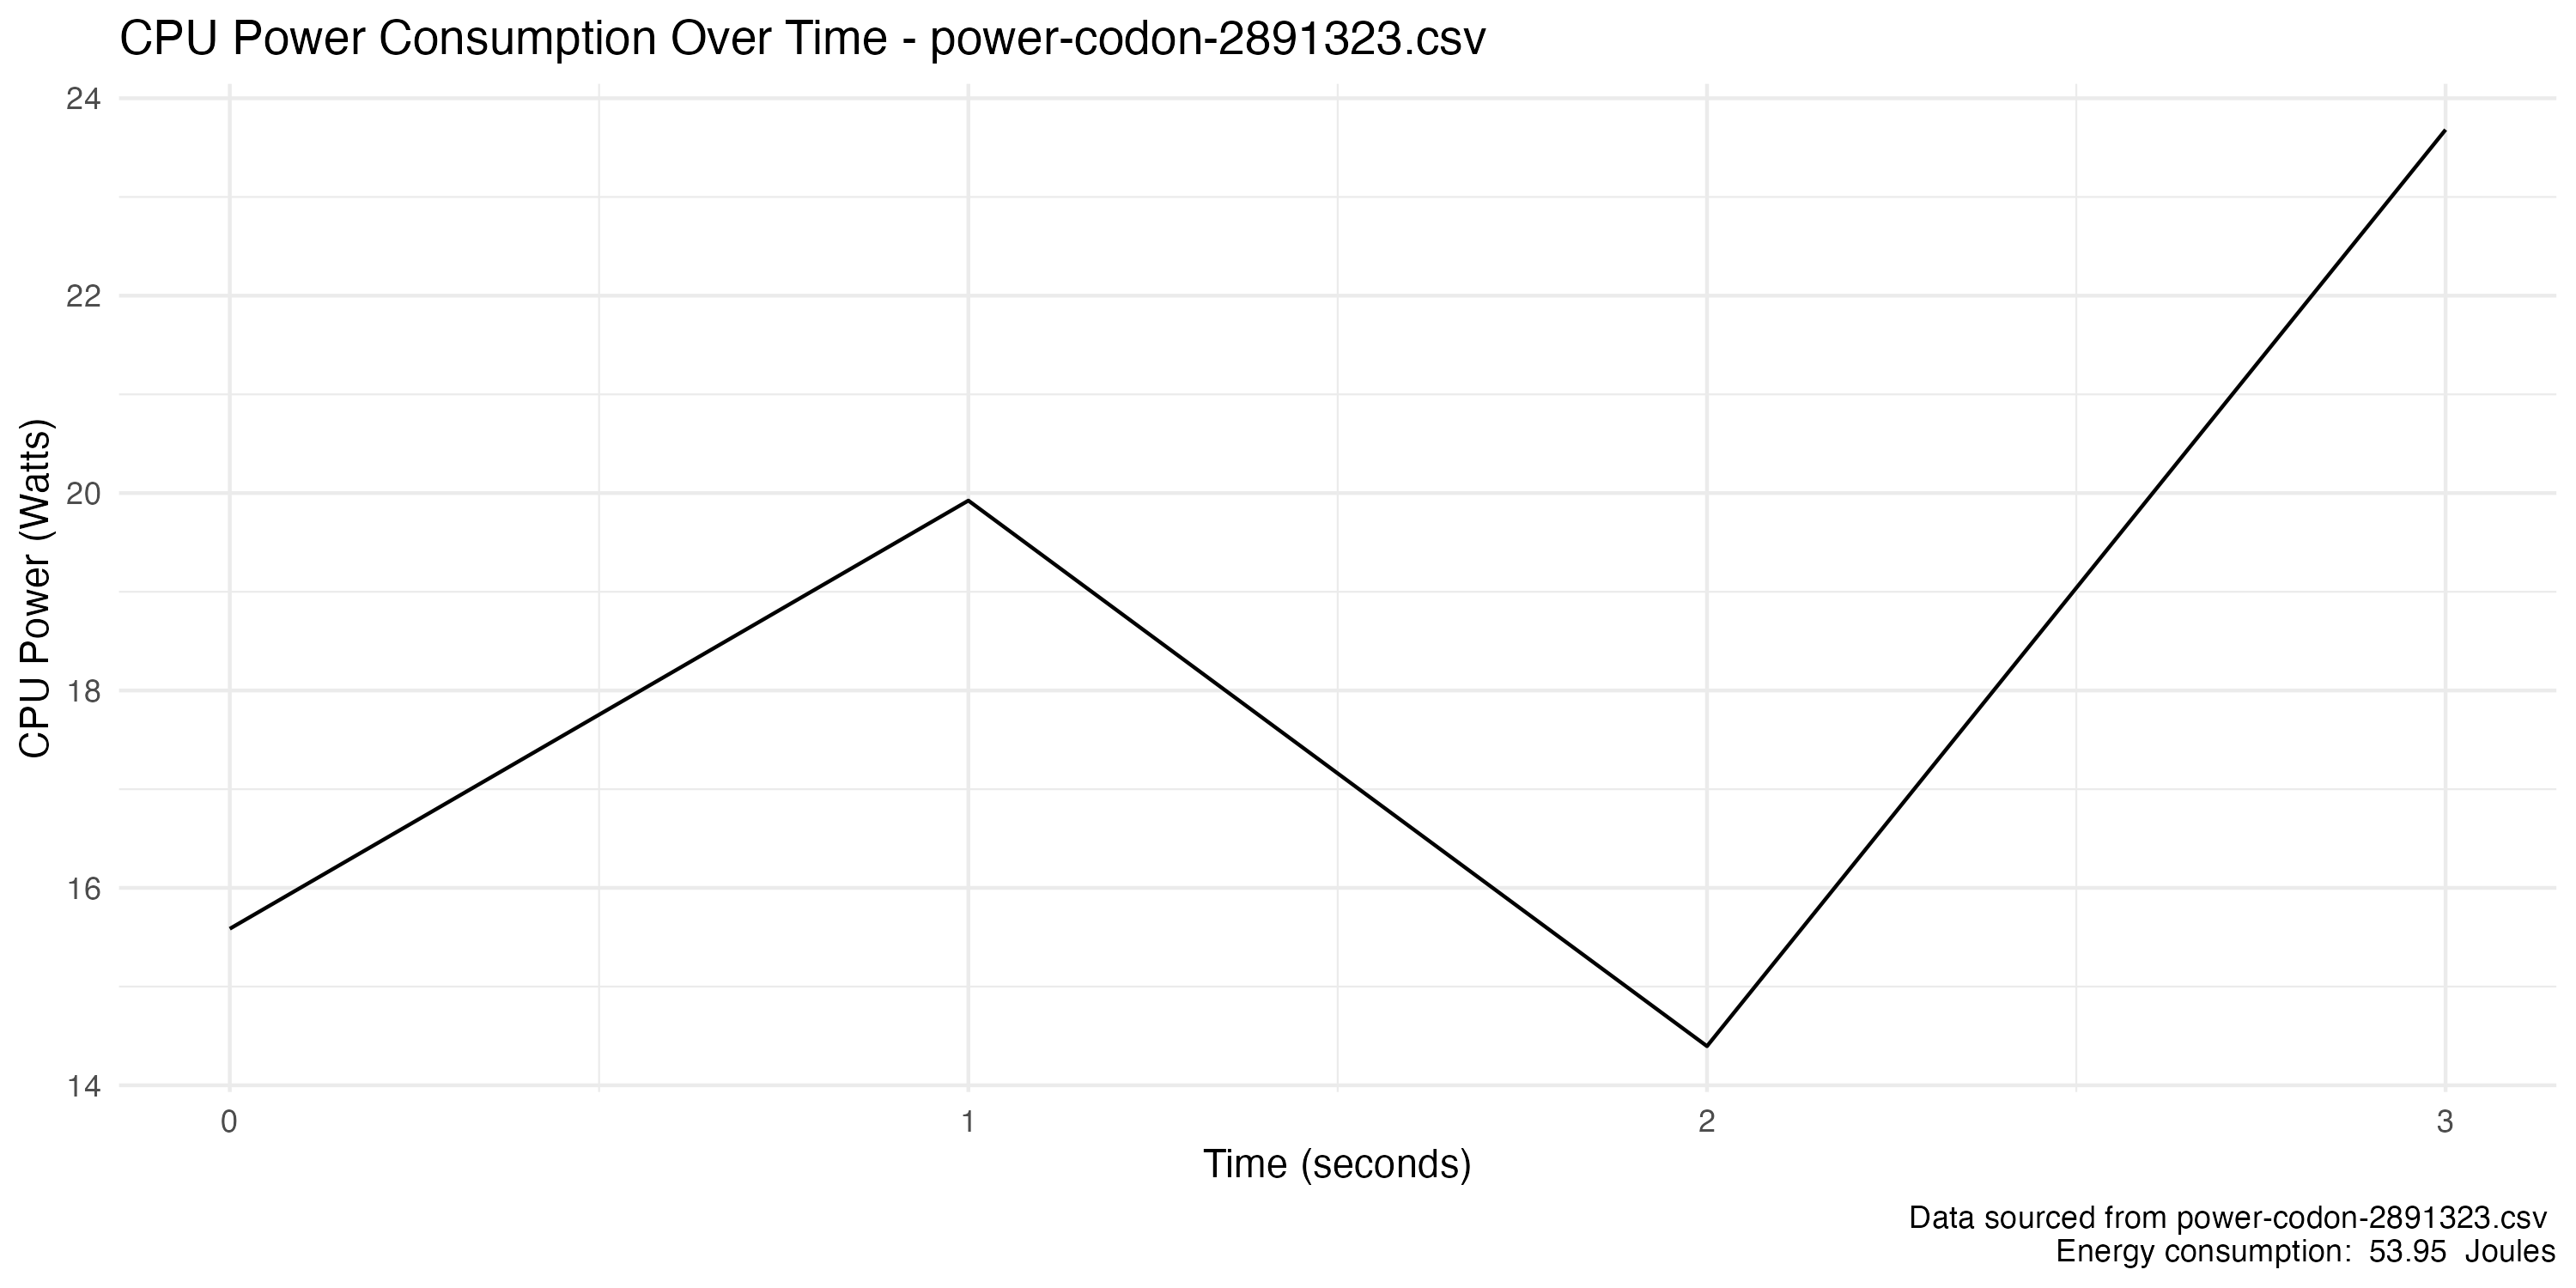 CPU Power Consumption Over Time - power-codon-2891323.csv
24
22
20
18
16
14
CPU Power (Watts)
0 1 2 3
Time (seconds)
Data sourced from power-codon-2891323.csv
Energy consumption: 53.95 Joules